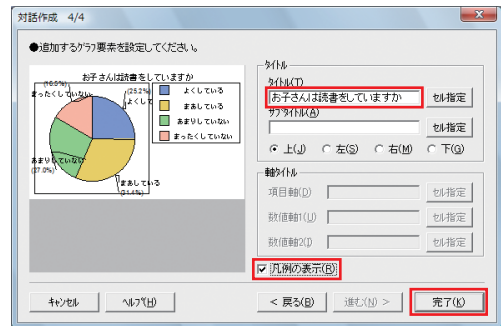 対話作成 4/4
●追加するグラフ要素を設定してください。
お子さんは読書をしていますか
(16.5%)
まったくしていない
(25.2%)
よくして
よくしている
まあしている
あまりしていない
まったくしていない
あまりしていない
(27.0%)
まあしている
(31.4%)
タイトル
タイトル(T)
お子さんは読書をしていますか
セル指定
サブタイトル(A)
セル指定
上(J) 左(S) 右(M) 下(G)
軸タイトル
項目軸(D)
セル指定
数値軸1(U)
セル指定
数値軸2(I)
セル指定
凡例の表示(R)
キャンセル
ヘルプ(H)
< 戻る(B)
進む(N) >
完了(K)